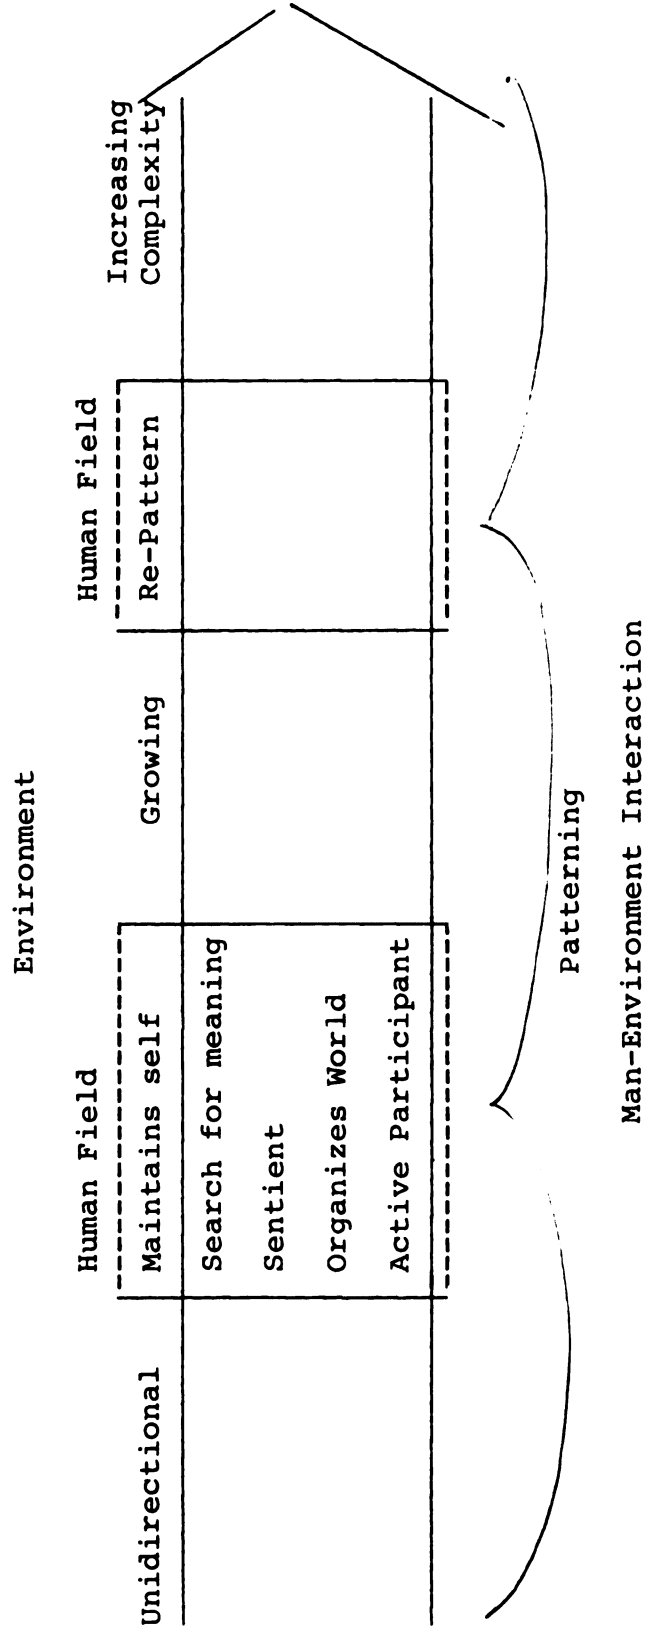 Environment
Human Field
Human Field
Increasing
Complexity
Unidirectional
Maintains self
Growing
Re-Pattern
Search for meaning
Sentient
Organizes World
Active Participant
Patterning
Man-Environment Interaction